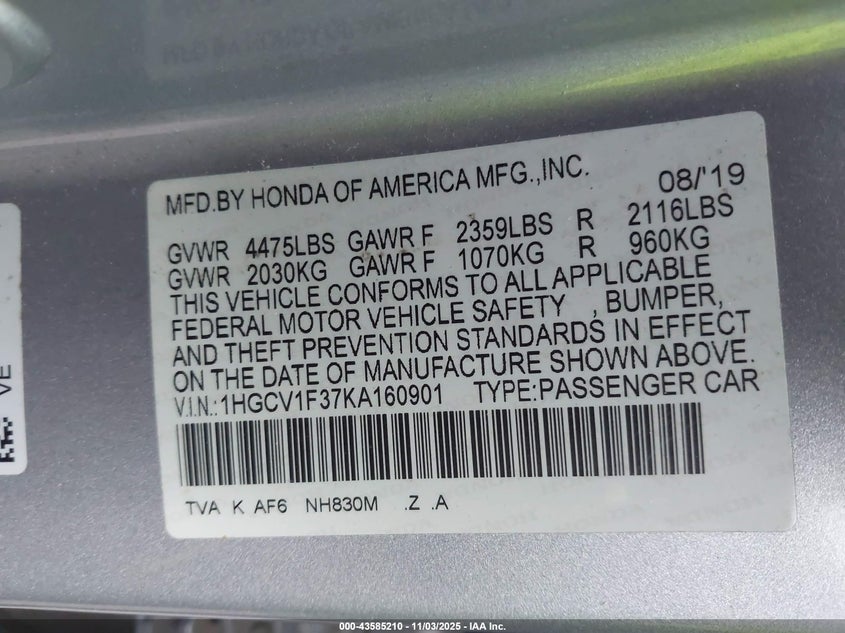 MFD.BY HONDA OF AMERICA MFG.,INC. 08/'19
GVWR 4475LBS GAWR F 2359LBS R 2116LBS
GVWR 2030KG GAWR F 1070KG R 960KG
THIS VEHICLE CONFORMS TO ALL APPLICABLE
FEDERAL MOTOR VEHICLE SAFETY , BUMPER,
AND THEFT PREVENTION STANDARDS IN EFFECT
ON THE DATE OF MANUFACTURE SHOWN ABOVE.
V.I.N.:1HGCV1F37KA160901 TYPE:PASSENGER CAR
TVA K AF6 NH830M .Z .A
VE
000-43585210 - 11/03/2025 - IAA Inc.